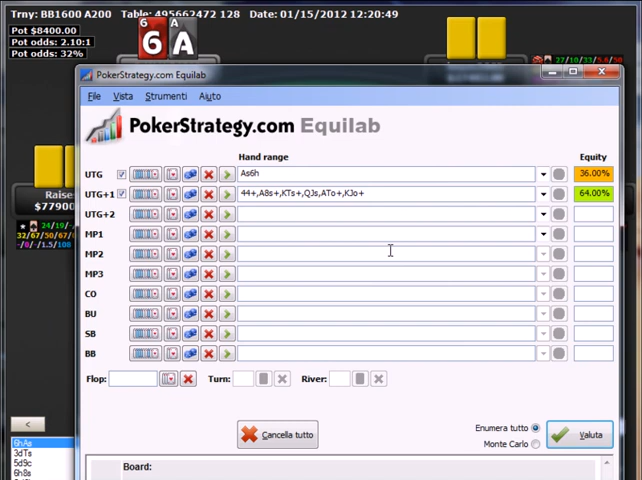 Trny: BB1600 A200 Table: 495662472 128 Date: 01/15/2012 12:20:49
Pot $8400.00
Pot odds: 2.10:1
Pot odds: 32%
6 A
PokerStrategy.com Equilab
File Vista Strumenti Aiuto
PokerStrategy.com Equilab
Hand range Equity
UTG As6h 36.00%
UTG+1 44+,A8s+,KTs+,QJs,ATo+,KJo+ 64.00%
UTG+2
MP1
MP2
MP3
CO
BU
SB
BB
Raise
$77900
Flop: Turn: River:
Cancella tutto
Enumera tutto
Monte Carlo
Valuta
<
6hAs
3dTs
5d9c
6h8s
Board: